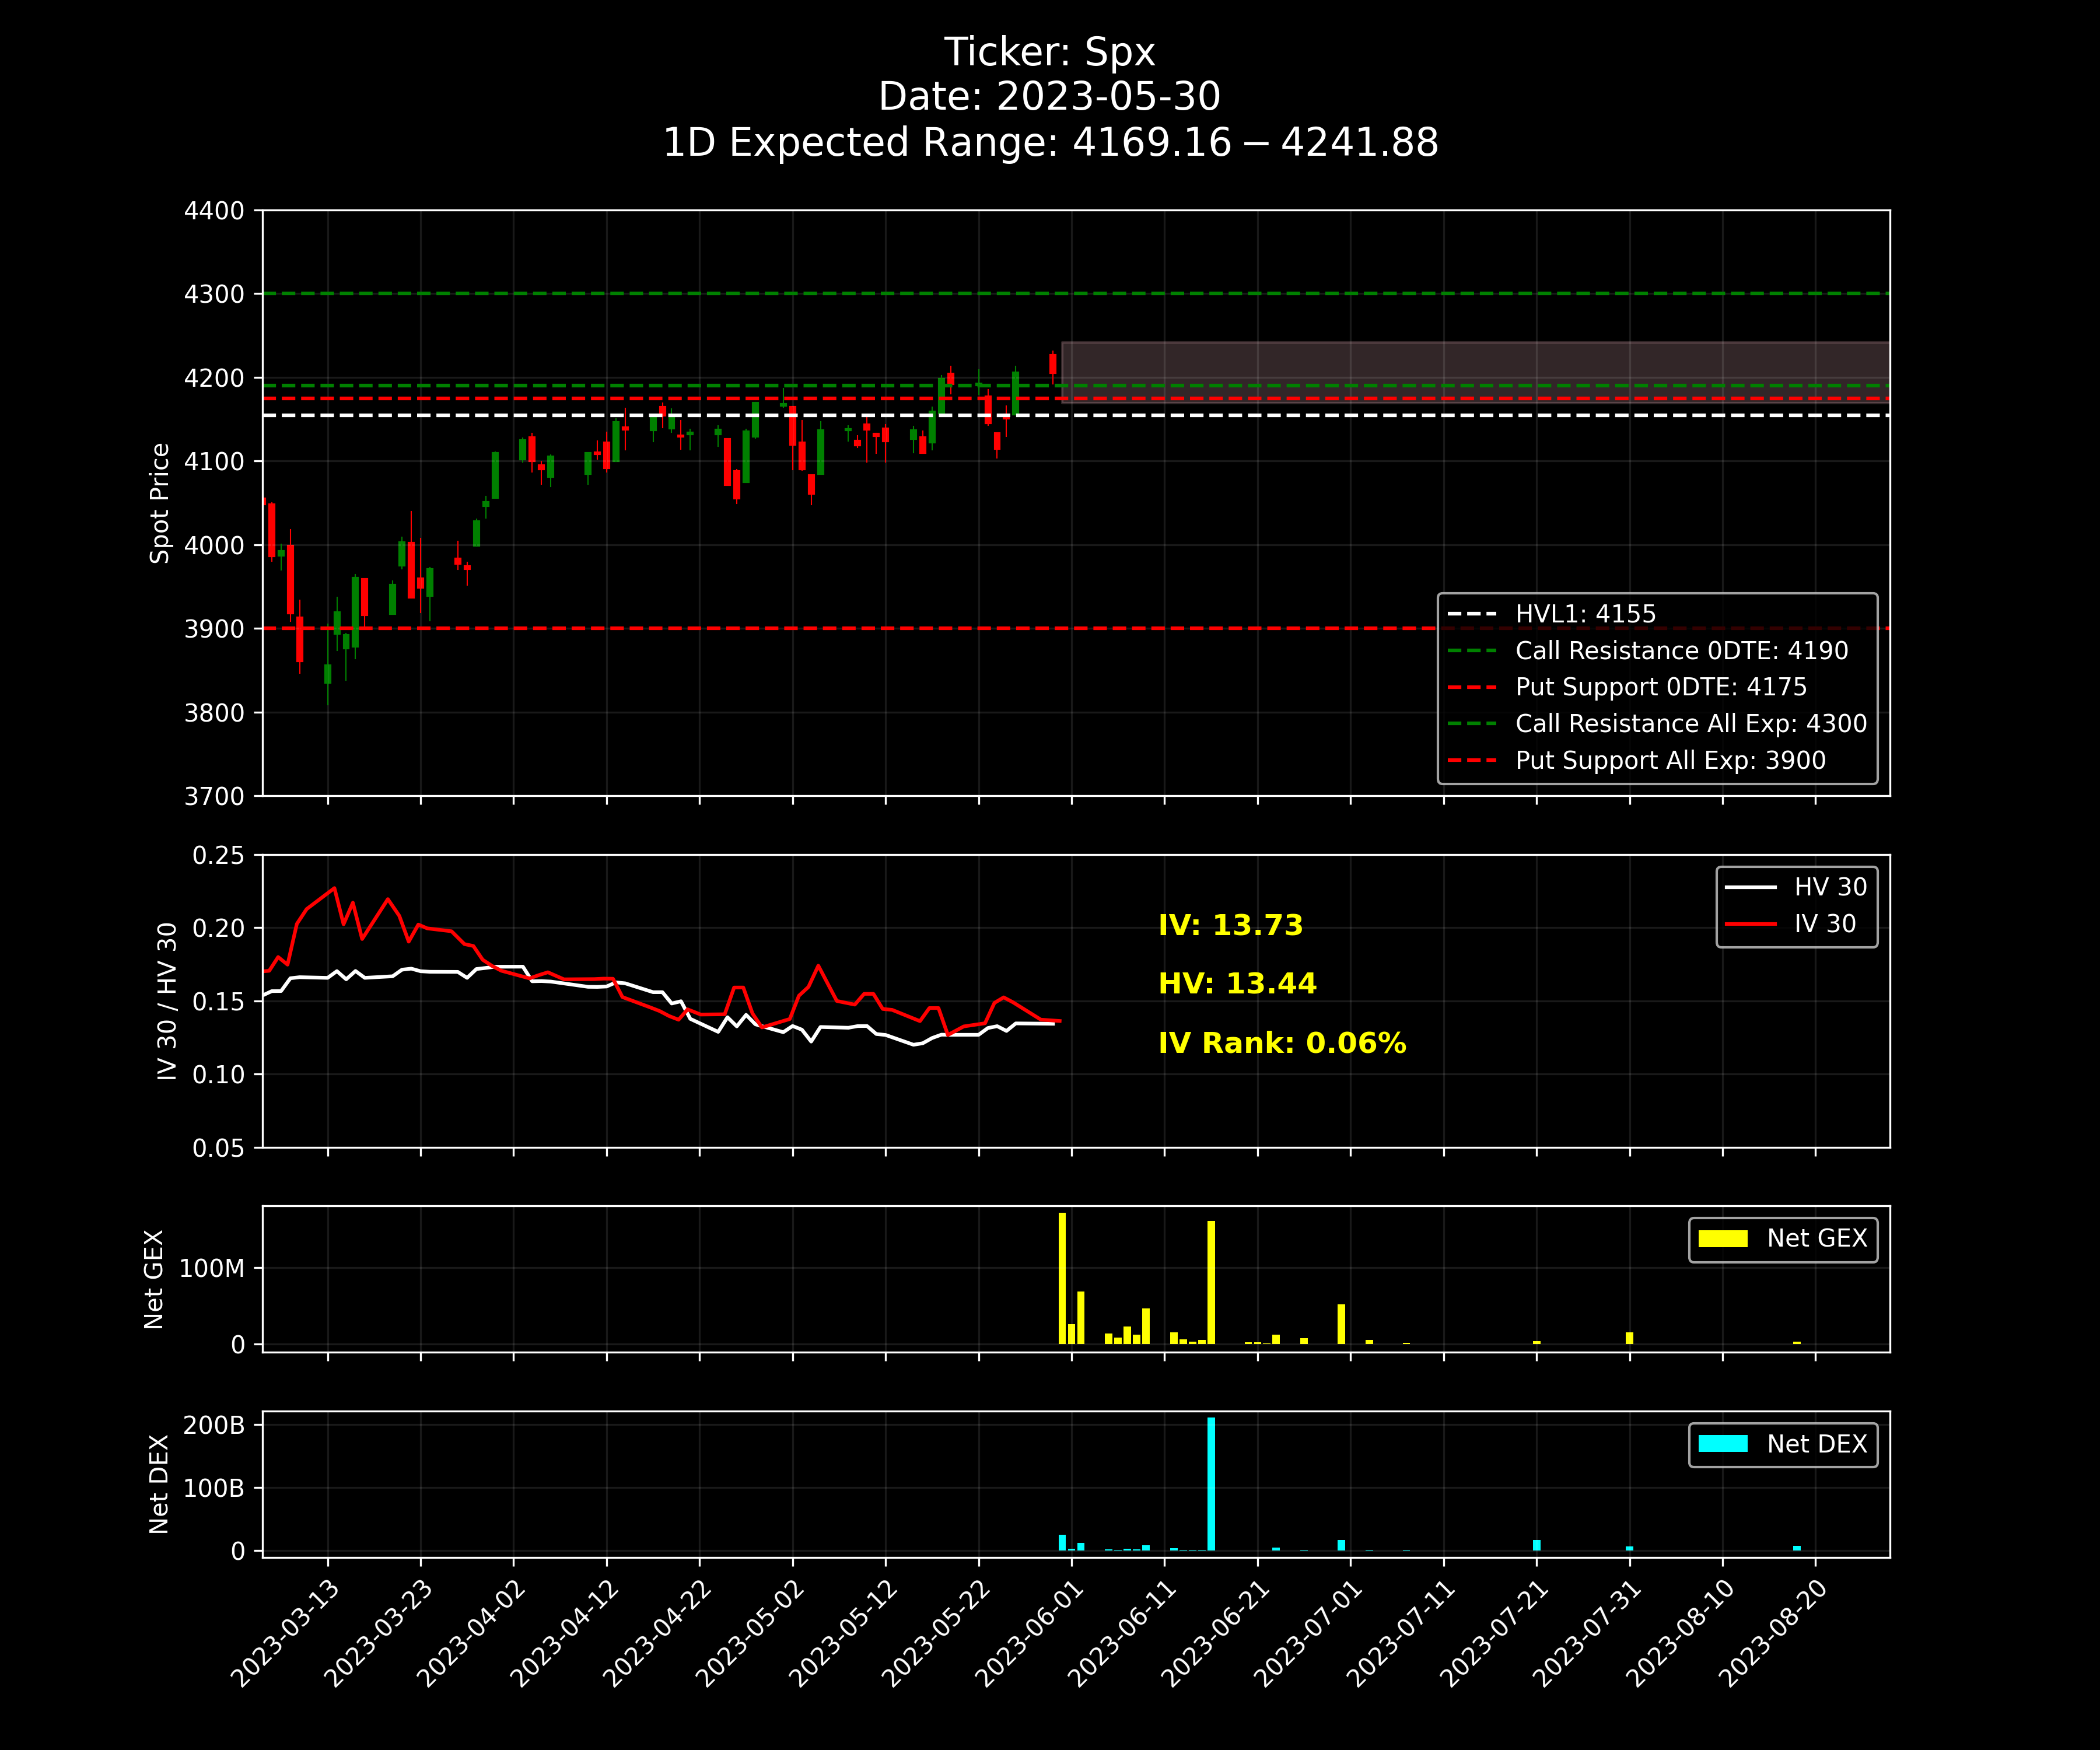 Ticker: Spx
Date: 2023-05-30
1D Expected Range: 4169.16 − 4241.88
4400
4300
4200
4100
4000
3900
3800
3700
Spot Price
HVL1: 4155
Call Resistance 0DTE: 4190
Put Support 0DTE: 4175
Call Resistance All Exp: 4300
Put Support All Exp: 3900
0.25
0.20
0.15
0.10
0.05
IV 30 / HV 30
IV: 13.73
HV: 13.44
IV Rank: 0.06%
HV 30
IV 30
100M
0
Net GEX
Net GEX
200B
100B
0
Net DEX
Net DEX
2023-03-13
2023-03-23
2023-04-02
2023-04-12
2023-04-22
2023-05-02
2023-05-12
2023-05-22
2023-06-01
2023-06-11
2023-06-21
2023-07-01
2023-07-11
2023-07-21
2023-07-31
2023-08-10
2023-08-20